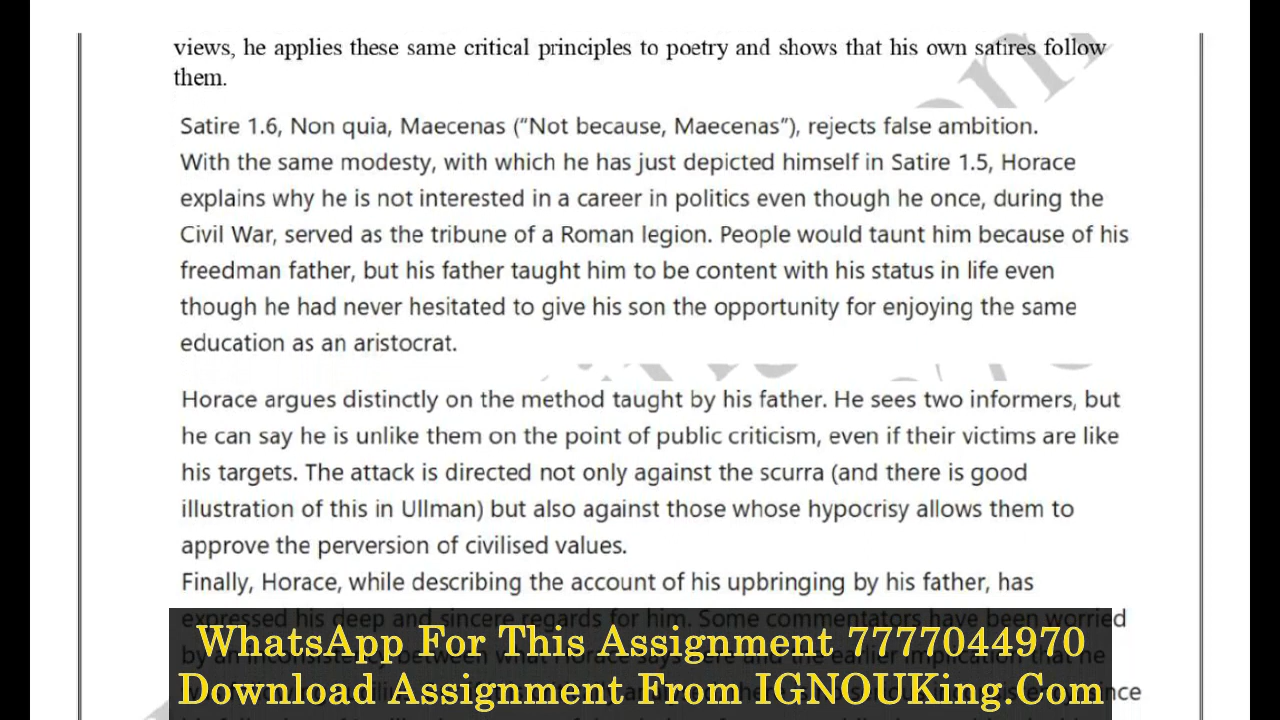 views, he applies these same critical principles to poetry and shows that his own satires follow
them.
Satire 1.6, Non quia, Maecenas (“Not because, Maecenas”), rejects false ambition.
With the same modesty, with which he has just depicted himself in Satire 1.5, Horace
explains why he is not interested in a career in politics even though he once, during the
Civil War, served as the tribune of a Roman legion. People would taunt him because of his
freedman father, but his father taught him to be content with his status in life even
though he had never hesitated to give his son the opportunity for enjoying the same
education as an aristocrat.
Horace argues distinctly on the method taught by his father. He sees two informers, but
he can say he is unlike them on the point of public criticism, even if their victims are like
his targets. The attack is directed not only against the scurra (and there is good
illustration of this in Ullman) but also against those whose hypocrisy allows them to
approve the perversion of civilised values.
Finally, Horace, while describing the account of his upbringing by his father, has
expressed his deep and sincere regards for him. Some commentators have been worried
WhatsApp For This Assignment 7777044970
Download Assignment From IGNOUKing.Com